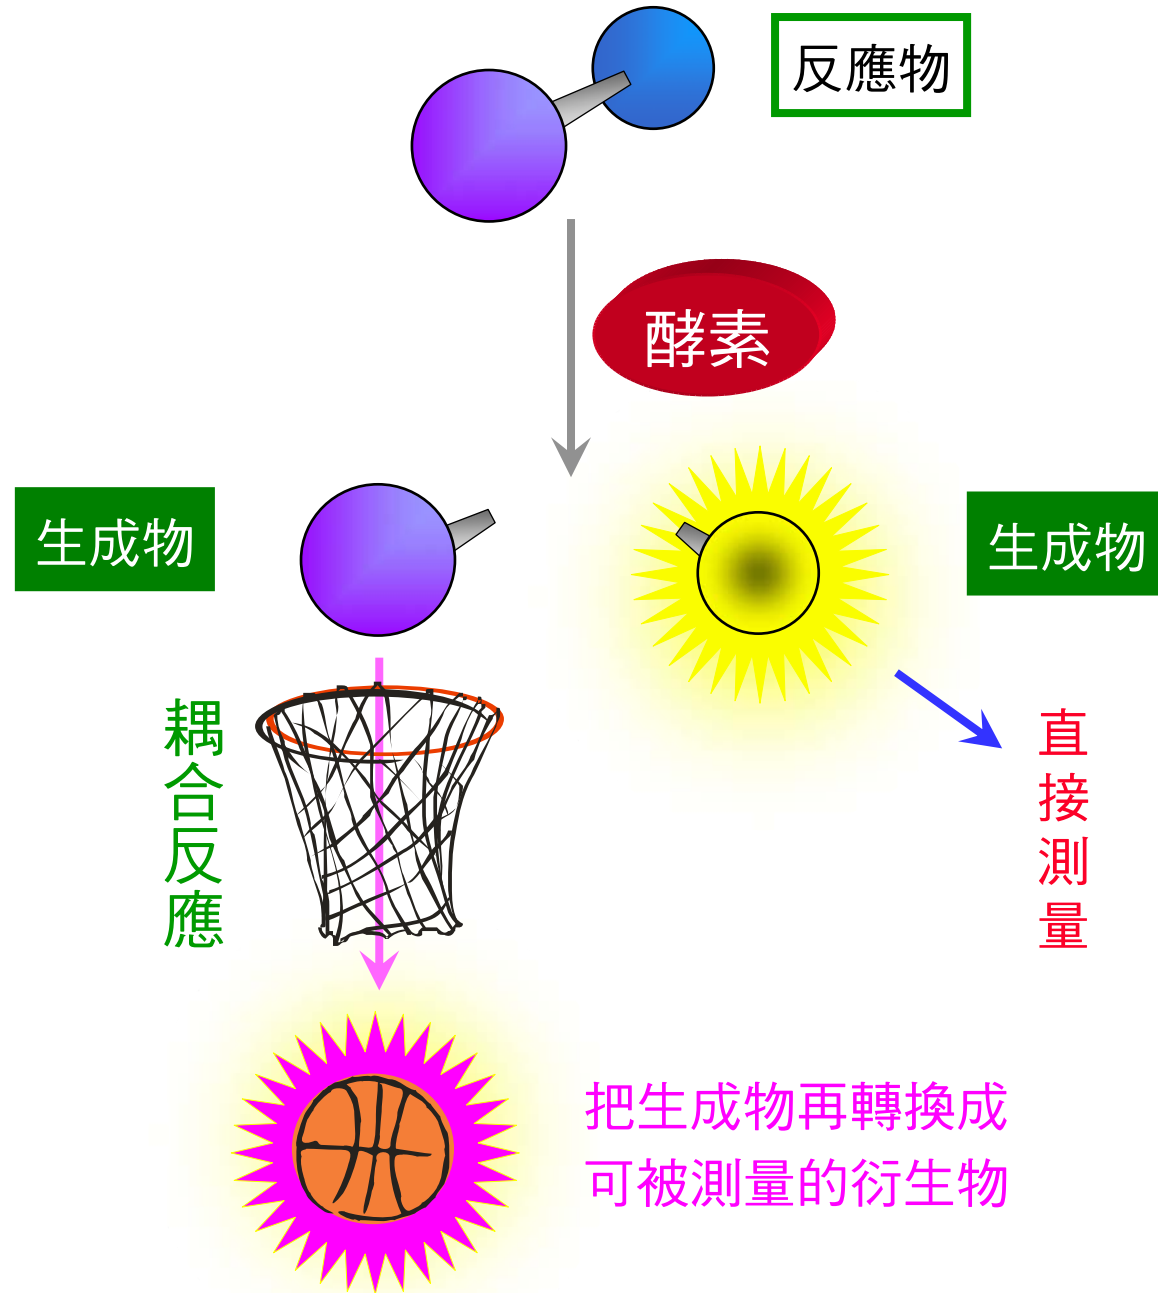 反應物
酵素
生成物
生成物
耦合反應
直接測量
把生成物再轉換成
可被測量的衍生物